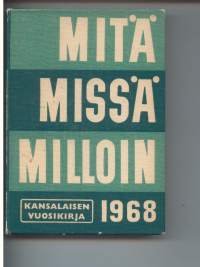 MITÄ
MISSÄ
MILLOIN
KANSALAISEN
VUOSIKIRJA
1968